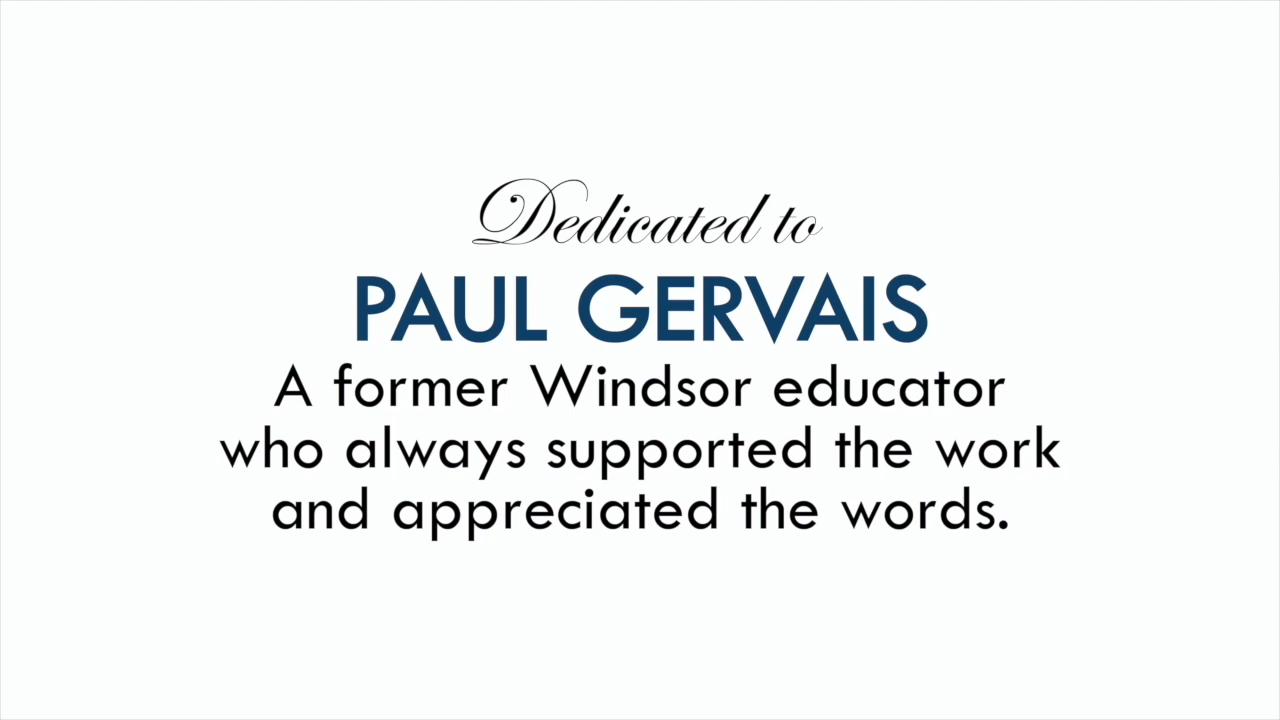 Dedicated to
PAUL GERVAIS
A former Windsor educator
who always supported the work
and appreciated the words.